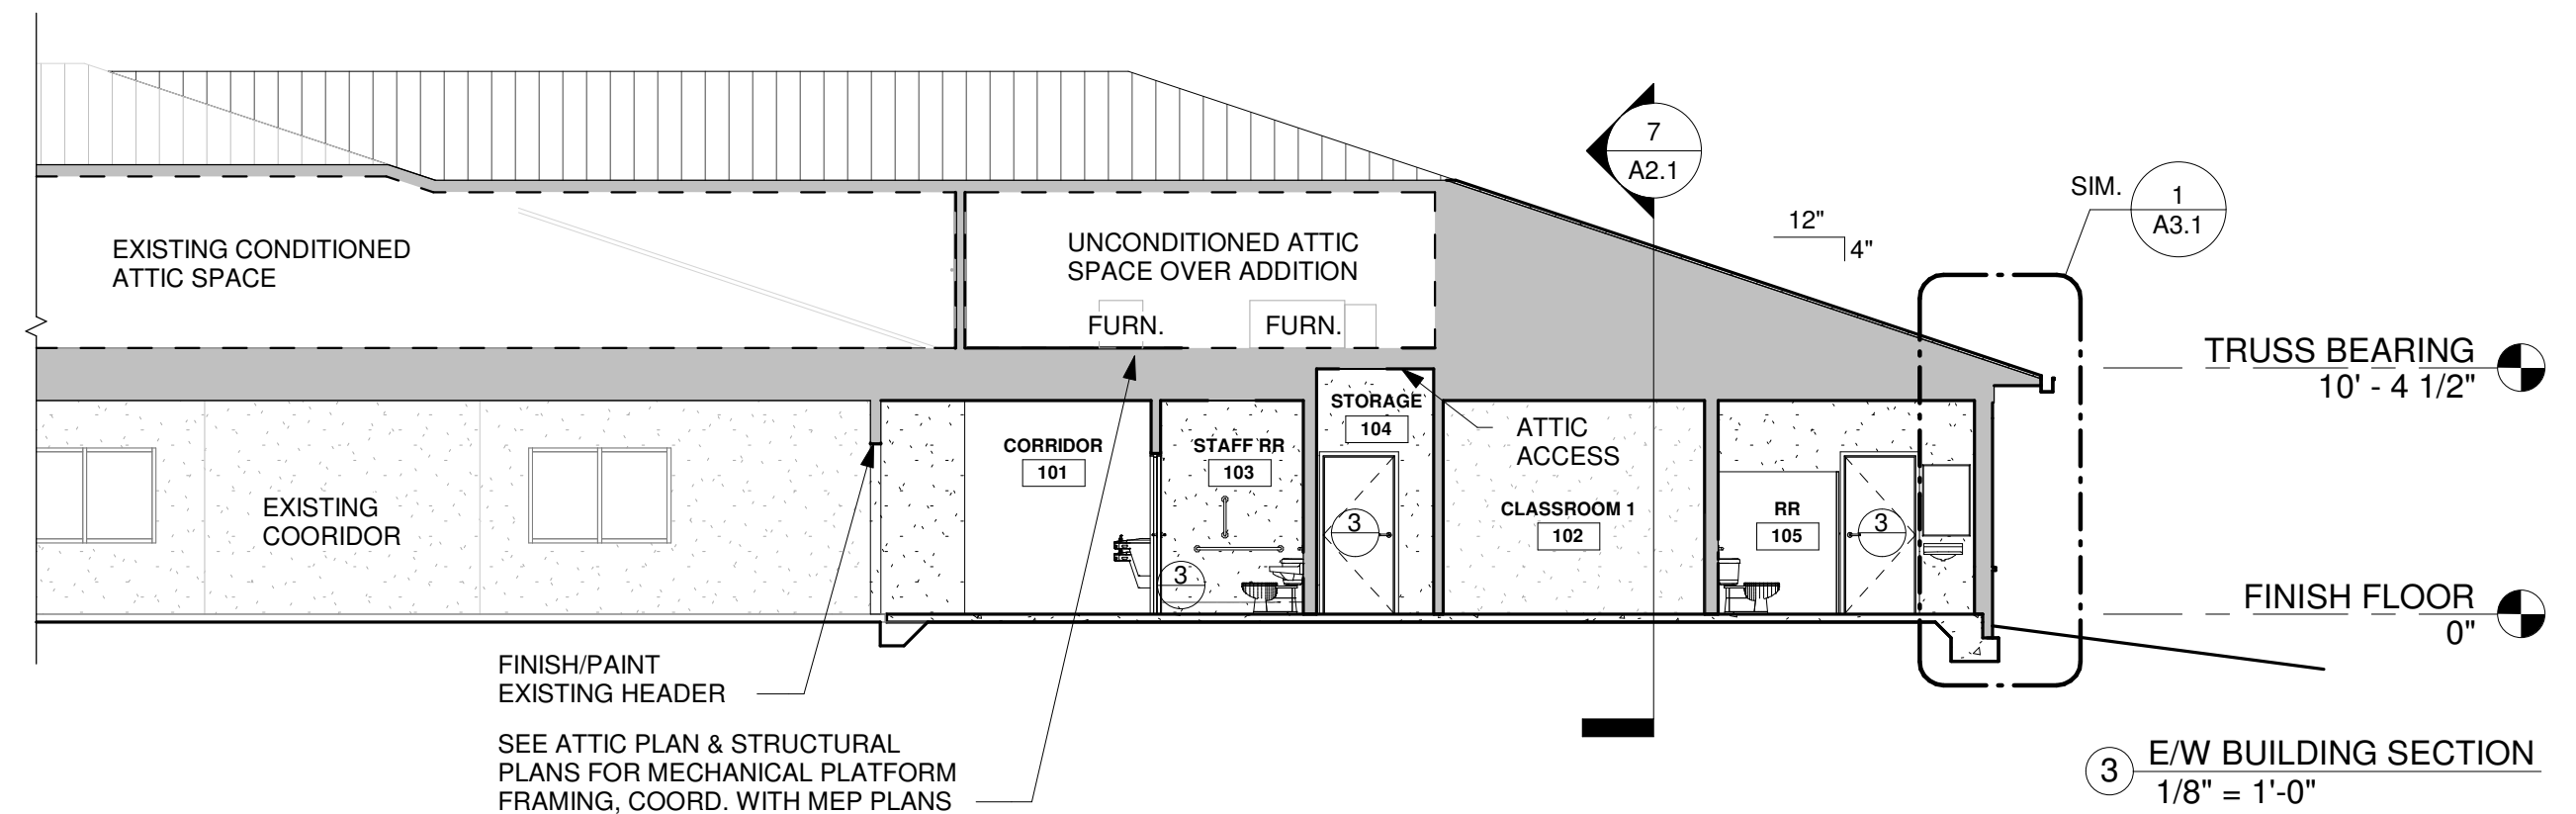 7
A2.1
SIM.
1
A3.1
12"
4"
EXISTING CONDITIONED
ATTIC SPACE
UNCONDITIONED ATTIC
SPACE OVER ADDITION
FURN.
FURN.
TRUSS BEARING
10' - 4 1/2"
STORAGE
104
ATTIC
ACCESS
CORRIDOR
101
STAFF RR
103
EXISTING
COORIDOR
CLASSROOM 1
102
RR
105
3
3
3
FINISH FLOOR
0"
FINISH/PAINT
EXISTING HEADER
SEE ATTIC PLAN & STRUCTURAL
PLANS FOR MECHANICAL PLATFORM
FRAMING, COORD. WITH MEP PLANS
3
E/W BUILDING SECTION
1/8" = 1'-0"